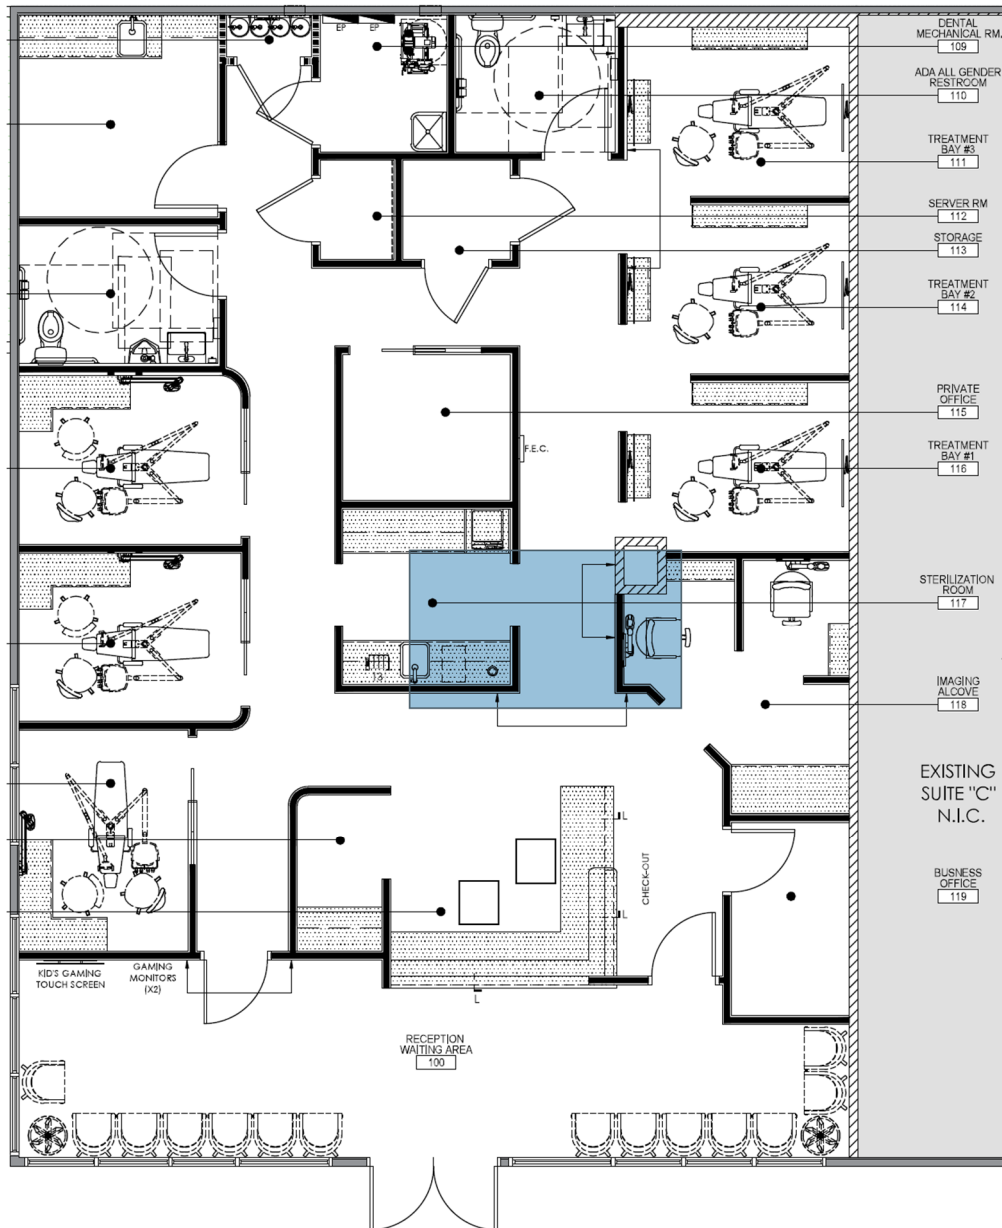 EP
EP
DENTAL
MECHANICAL RM.
109
ADA ALL GENDER
RESTROOM
110
TREATMENT
BAY #3
111
SERVER RM
112
STORAGE
113
TREATMENT
BAY #2
114
PRIVATE
OFFICE
115
F.E.C.
TREATMENT
BAY #1
116
STERILIZATION
ROOM
117
IMAGING
ALCOVE
118
EXISTING
SUITE "C"
N.I.C.
L
CHECK-OUT
BUSINESS
OFFICE
119
L
KID'S GAMING
TOUCH SCREEN
GAMING
MONITORS
(X2)
L
RECEPTION
WAITING AREA
100